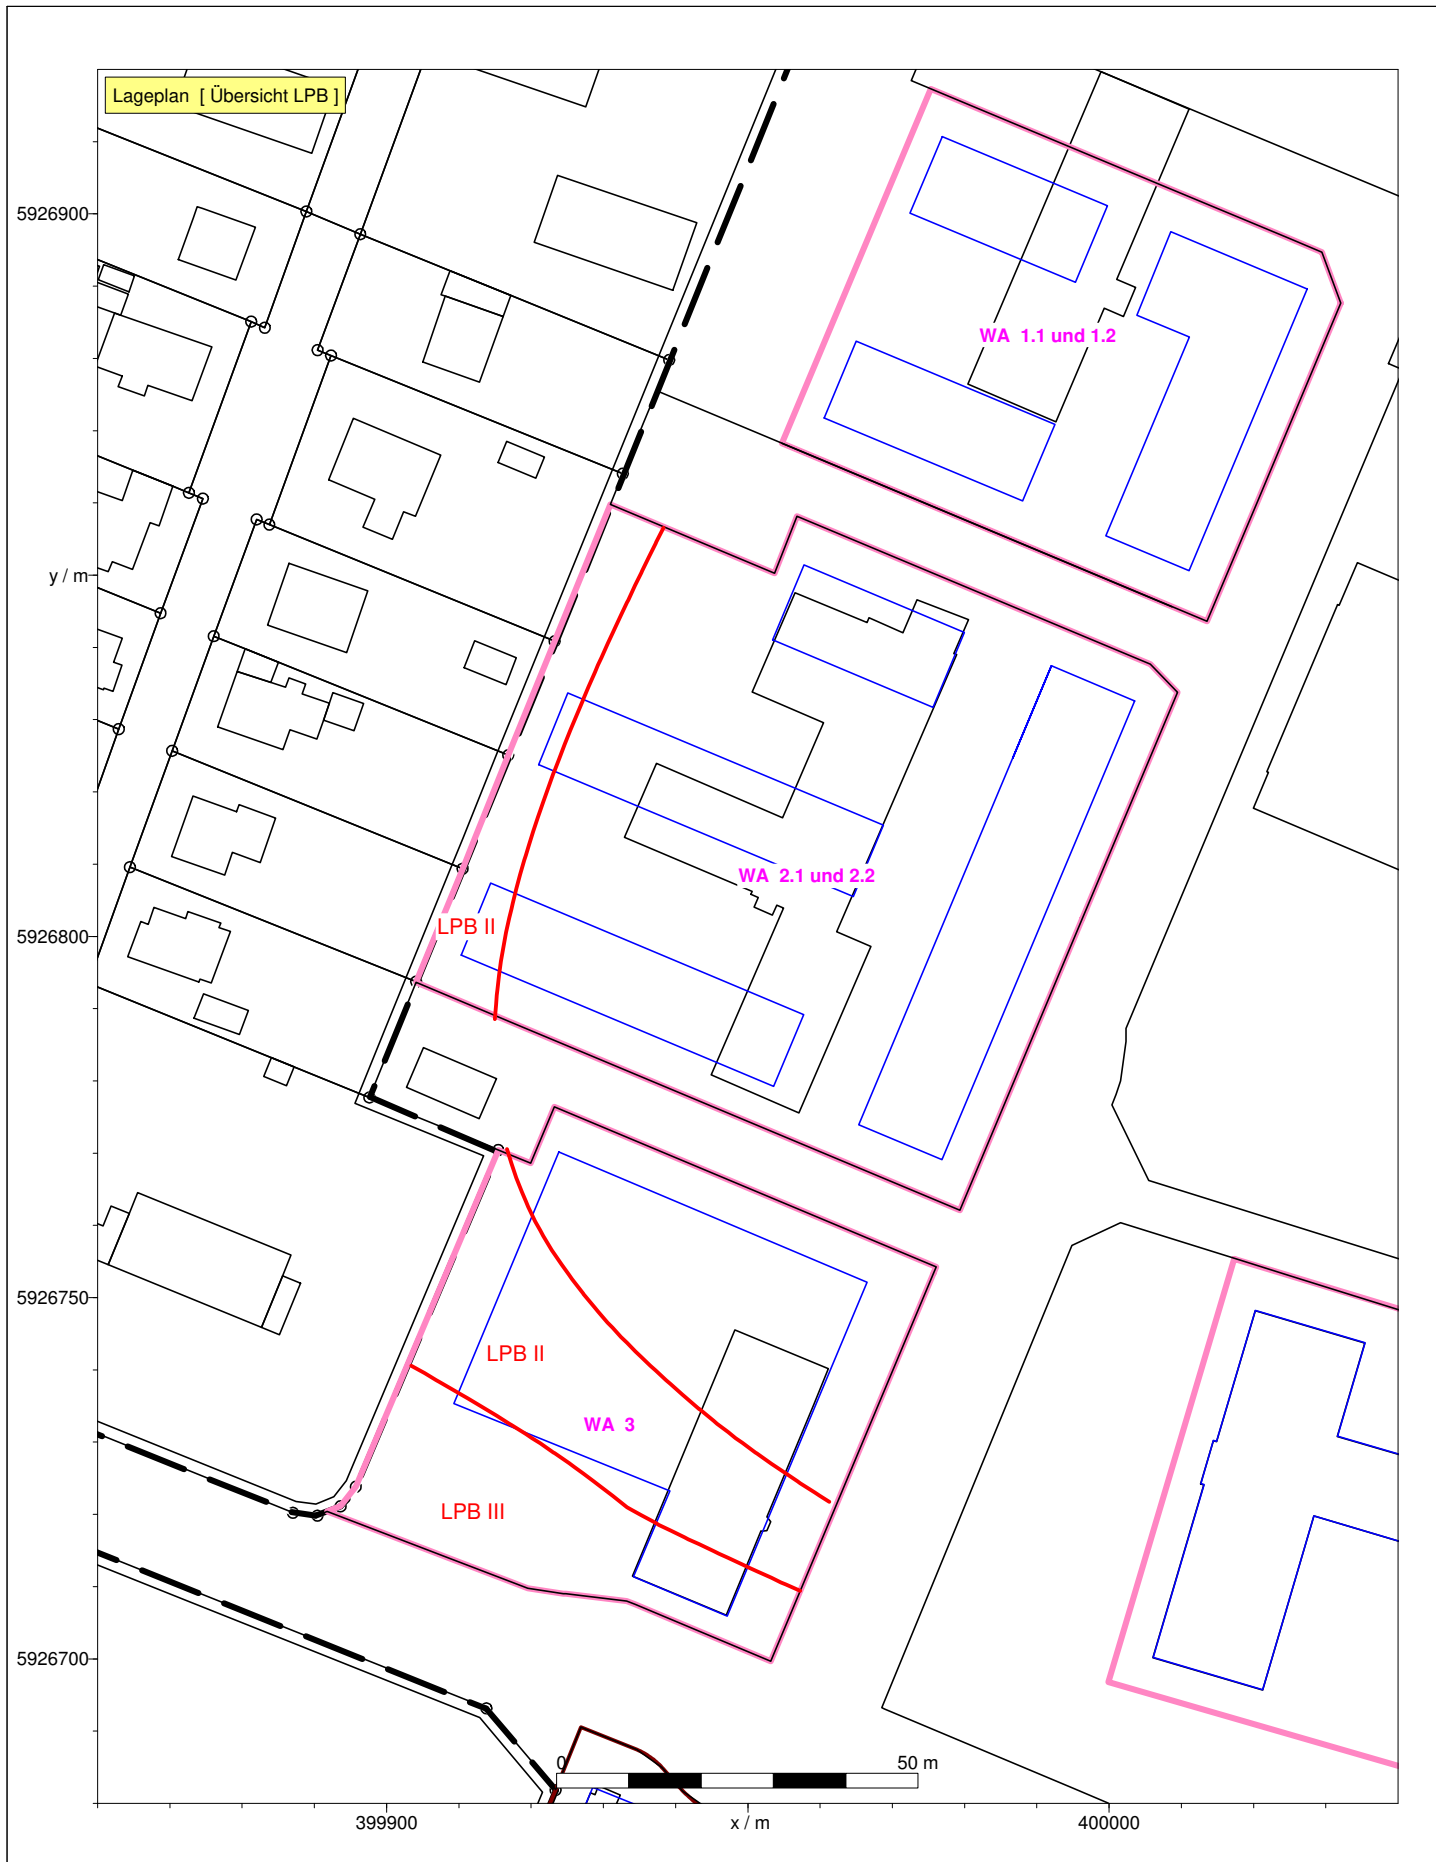 Lageplan [ Übersicht LPB ]
5926900
WA 1.1 und 1.2
y / m
WA 2.1 und 2.2
LPB II
5926800
5926750
LPB II
WA 3
LPB III
5926700
0
50 m
399900
x / m
400000